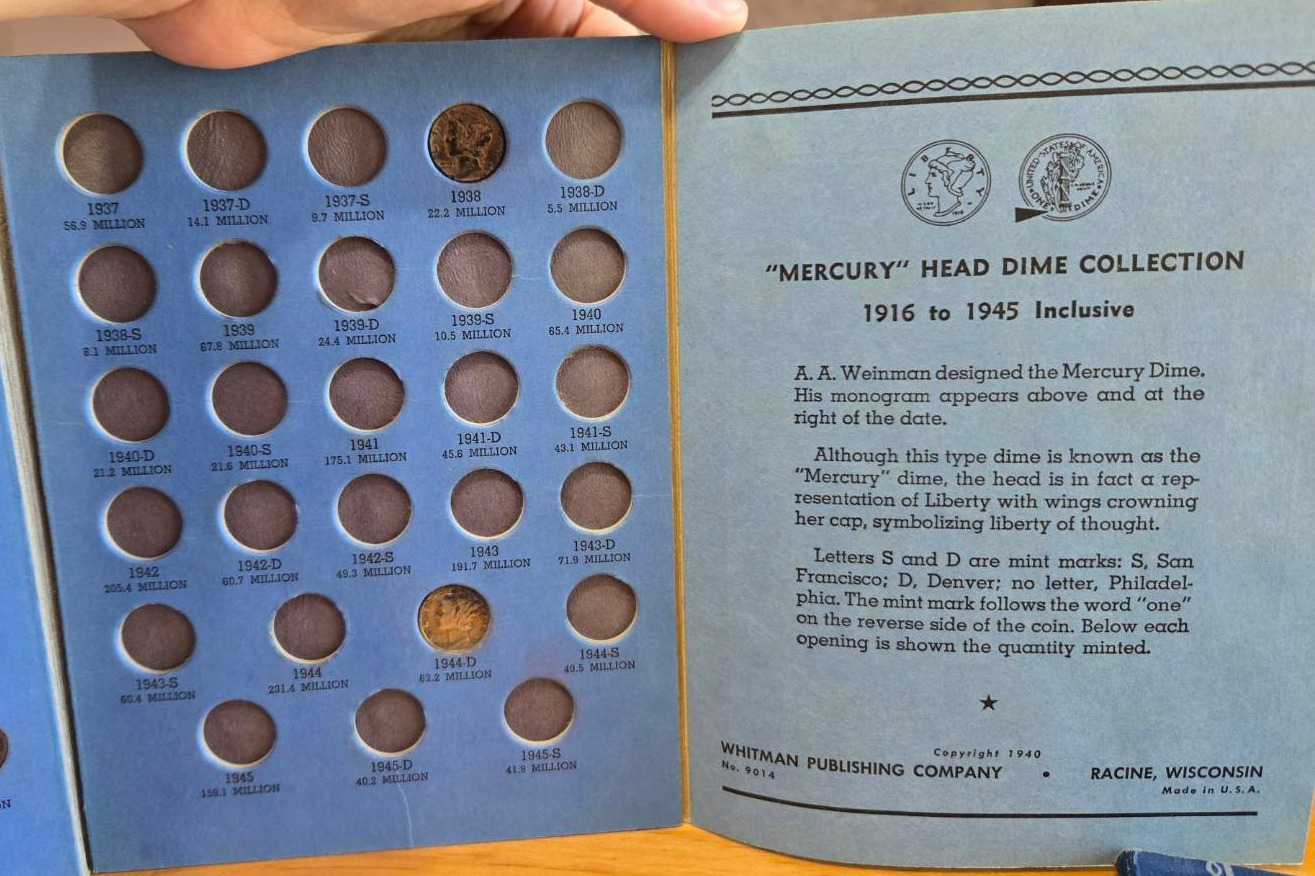 1937
56.9 MILLION
1937-D
14.1 MILLION
1937-S
9.7 MILLION
1938
22.2 MILLION
1938-D
5.5 MILLION
1938-S
8.1 MILLION
1939
67.8 MILLION
1939-D
24.4 MILLION
1939-S
10.5 MILLION
1940
65.4 MILLION
1940-D
21.2 MILLION
1940-S
21.6 MILLION
1941
175.1 MILLION
1941-D
45.6 MILLION
1941-S
43.1 MILLION
1942
205.4 MILLION
1942-D
60.7 MILLION
1942-S
49.3 MILLION
1943
191.7 MILLION
1943-D
71.9 MILLION
1943-S
60.4 MILLION
1944
231.4 MILLION
1944-D
62.2 MILLION
1944-S
49.5 MILLION
1945
159.1 MILLION
1945-D
40.2 MILLION
1945-S
41.9 MILLION
LIBERTY
UNITED STATES OF AMERICA
ONE DIME
"MERCURY" HEAD DIME COLLECTION
1916 to 1945 Inclusive
A. A. Weinman designed the Mercury Dime.
His monogram appears above and at the
right of the date.
Although this type dime is known as the
"Mercury" dime, the head is in fact a rep-
resentation of Liberty with wings crowning
her cap, symbolizing liberty of thought.
Letters S and D are mint marks: S, San
Francisco; D, Denver; no letter, Philadel-
phia. The mint mark follows the word "one"
on the reverse side of the coin. Below each
opening is shown the quantity minted.
Copyright 1940
WHITMAN PUBLISHING COMPANY • RACINE, WISCONSIN
No. 9014
Made in U.S.A.